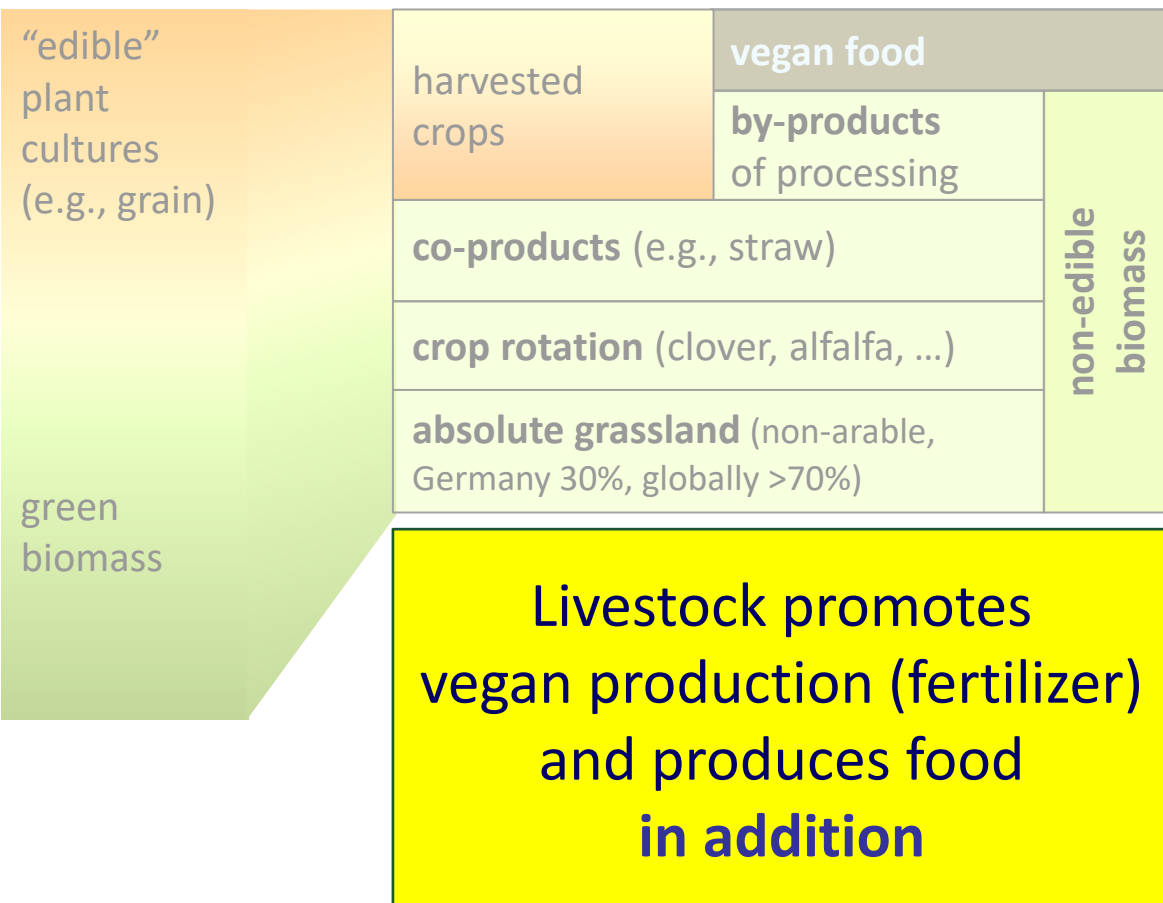 “edible”
plant
cultures
(e.g., grain)
green
biomass
harvested
crops
vegan food
by-products
of processing
co-products (e.g., straw)
crop rotation (clover, alfalfa, …)
absolute grassland (non-arable,
Germany 30%, globally >70%)
non-edible
biomass
Livestock promotes
vegan production (fertilizer)
and produces food
in addition